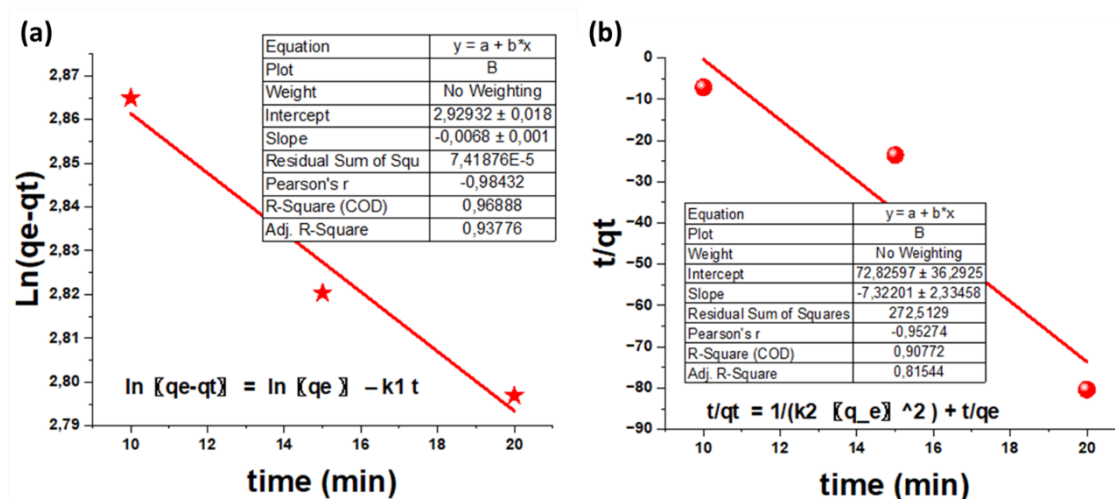 (a)
2,87
2,86
2,85
2,84
2,83
2,82
2,81
2,80
2,79
Ln(qe-qt)
Equation y = a + b*x
Plot B
Weight No Weighting
Intercept 2,92932 ± 0,018
Slope -0,0068 ± 0,001
Residual Sum of Squ 7,41876E-5
Pearson's r -0,98432
R-Square (COD) 0,96888
Adj. R-Square 0,93776
ln〖qe-qt〗 = ln〖qe 〗 – k1 t
10 12 14 16 18 20
time (min)
(b)
0
−10
−20
−30
−40
−50
−60
−70
−80
−90
t/qt
Equation y = a + b*x
Plot B
Weight No Weighting
Intercept 72,82597 ± 36,2925
Slope -7,32201 ± 2,33458
Residual Sum of Squares 272,5129
Pearson's r -0,95274
R-Square (COD) 0,90772
Adj. R-Square 0,81544
t/qt = 1/(k2 〖q_e〗^2 ) + t/qe
10 12 14 16 18 20
time (min)